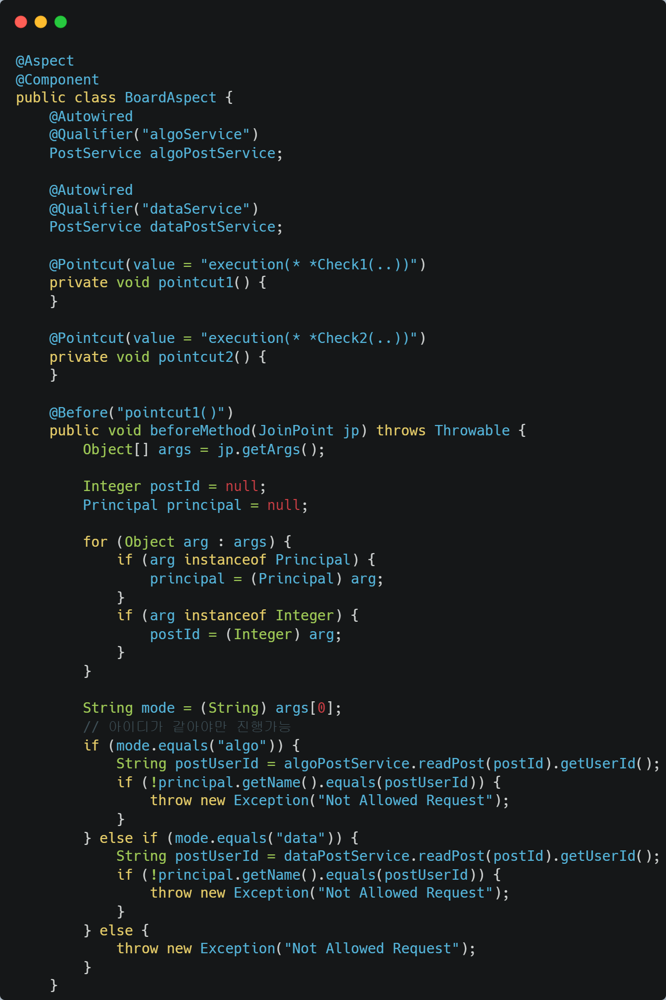 @Aspect
@Component
public class BoardAspect {
    @Autowired
    @Qualifier("algoService")
    PostService algoPostService;

    @Autowired
    @Qualifier("dataService")
    PostService dataPostService;

    @Pointcut(value = "execution(* *Check1(..))")
    private void pointcut1() {
    }

    @Pointcut(value = "execution(* *Check2(..))")
    private void pointcut2() {
    }

    @Before("pointcut1()")
    public void beforeMethod(JoinPoint jp) throws Throwable {
        Object[] args = jp.getArgs();

        Integer postId = null;
        Principal principal = null;

        for (Object arg : args) {
            if (arg instanceof Principal) {
                principal = (Principal) arg;
            }
            if (arg instanceof Integer) {
                postId = (Integer) arg;
            }
        }

        String mode = (String) args[0];
        // 아이디가 같아야만 진행가능
        if (mode.equals("algo")) {
            String postUserId = algoPostService.readPost(postId).getUserId();
            if (!principal.getName().equals(postUserId)) {
                throw new Exception("Not Allowed Request");
            }
        } else if (mode.equals("data")) {
            String postUserId = dataPostService.readPost(postId).getUserId();
            if (!principal.getName().equals(postUserId)) {
                throw new Exception("Not Allowed Request");
            }
        } else {
            throw new Exception("Not Allowed Request");
        }
    }